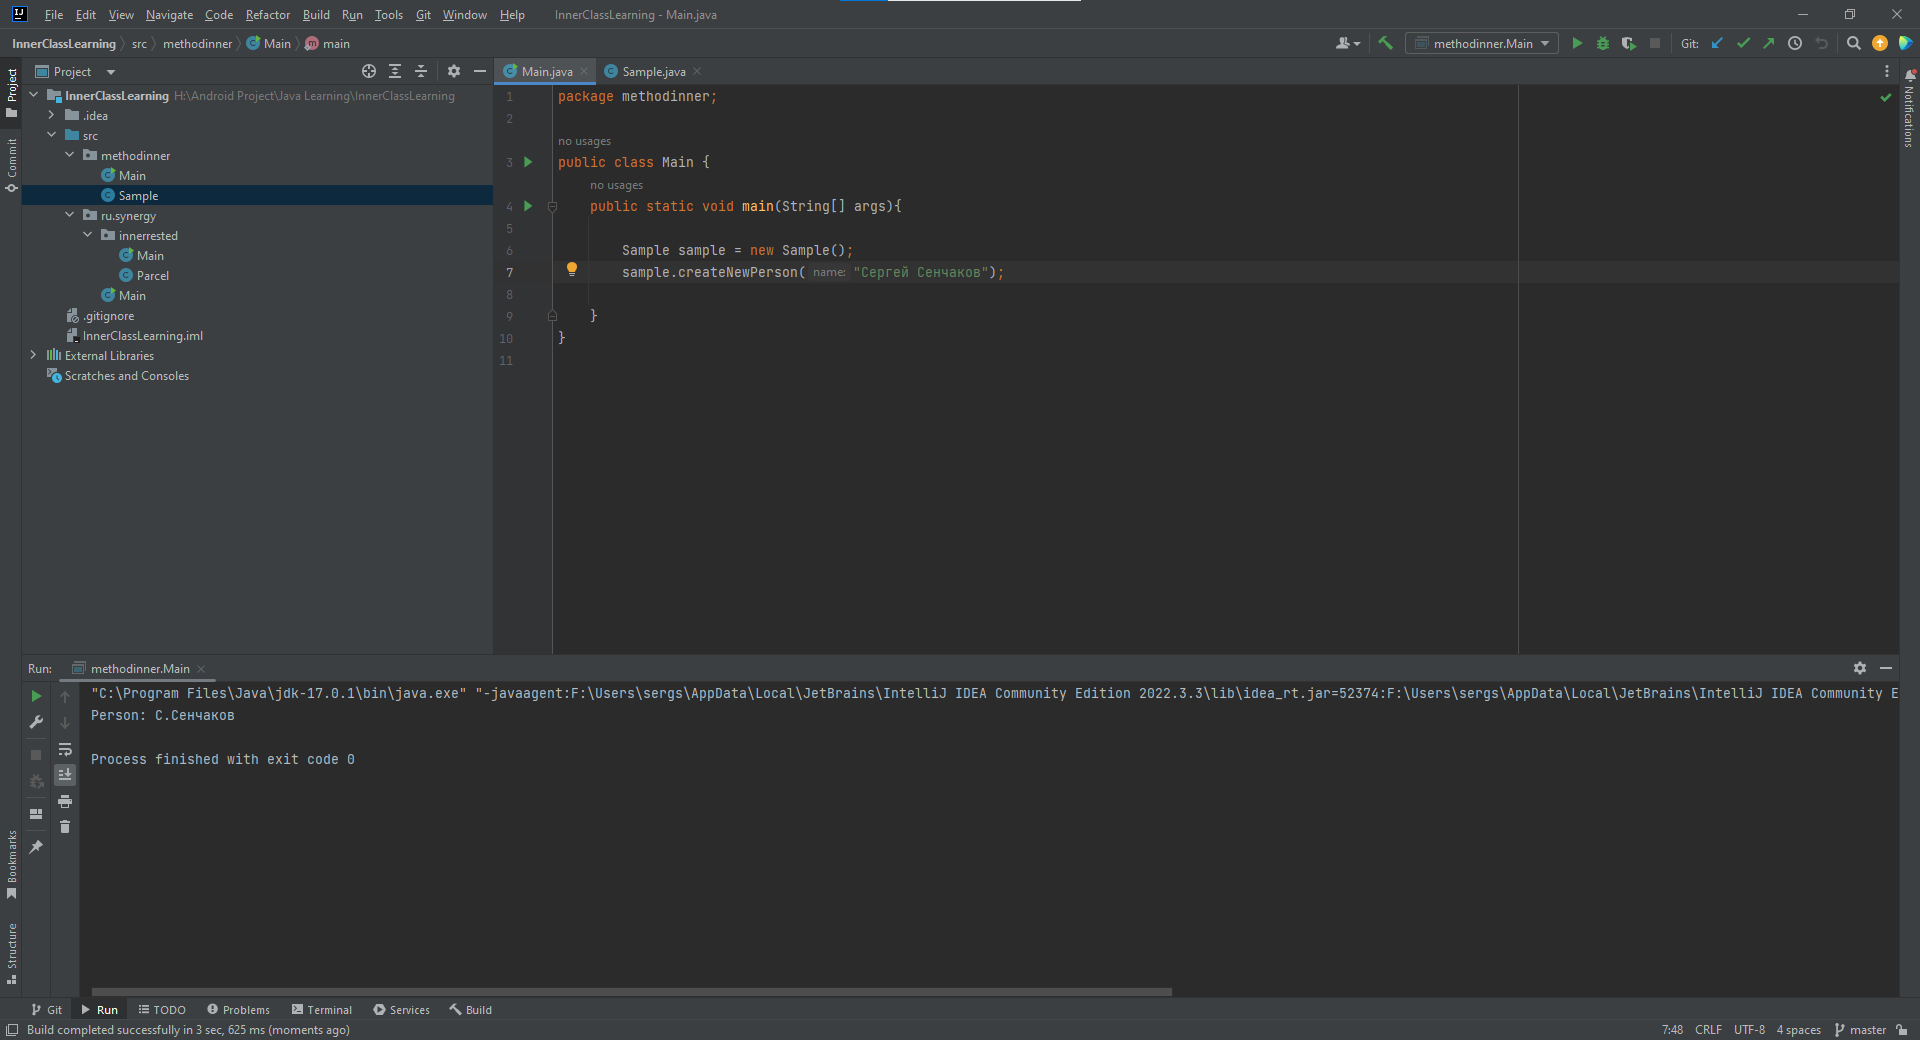 File Edit View Navigate Code Refactor Build Run Tools Git Window Help InnerClassLearning - Main.java
InnerClassLearning src methodinner Main main methodinner.Main Git:
Project Main.java Sample.java
InnerClassLearning H:\Android Project\Java Learning\InnerClassLearning
.idea
src
methodinner
Main
Sample
ru.synergy
innerrested
Main
Parcel
Main
.gitignore
InnerClassLearning.iml
External Libraries
Scratches and Consoles
Project
Commit
Bookmarks
Structure
1 package methodinner;
2
no usages
3 public class Main {
no usages
4 public static void main(String[] args){
5
6 Sample sample = new Sample();
7 sample.createNewPerson( name: "Сергей Сенчаков");
8
9 }
10 }
11
Notifications
Run: methodinner.Main
"C:\Program Files\Java\jdk-17.0.1\bin\java.exe" "-javaagent:F:\Users\sergs\AppData\Local\JetBrains\IntelliJ IDEA Community Edition 2022.3.3\lib\idea_rt.jar=52374:F:\Users\sergs\AppData\Local\JetBrains\IntelliJ IDEA Community E
Person: С.Сенчаков
Process finished with exit code 0
Git Run TODO Problems Terminal Services Build
Build completed successfully in 3 sec, 625 ms (moments ago) 7:48 CRLF UTF-8 4 spaces master